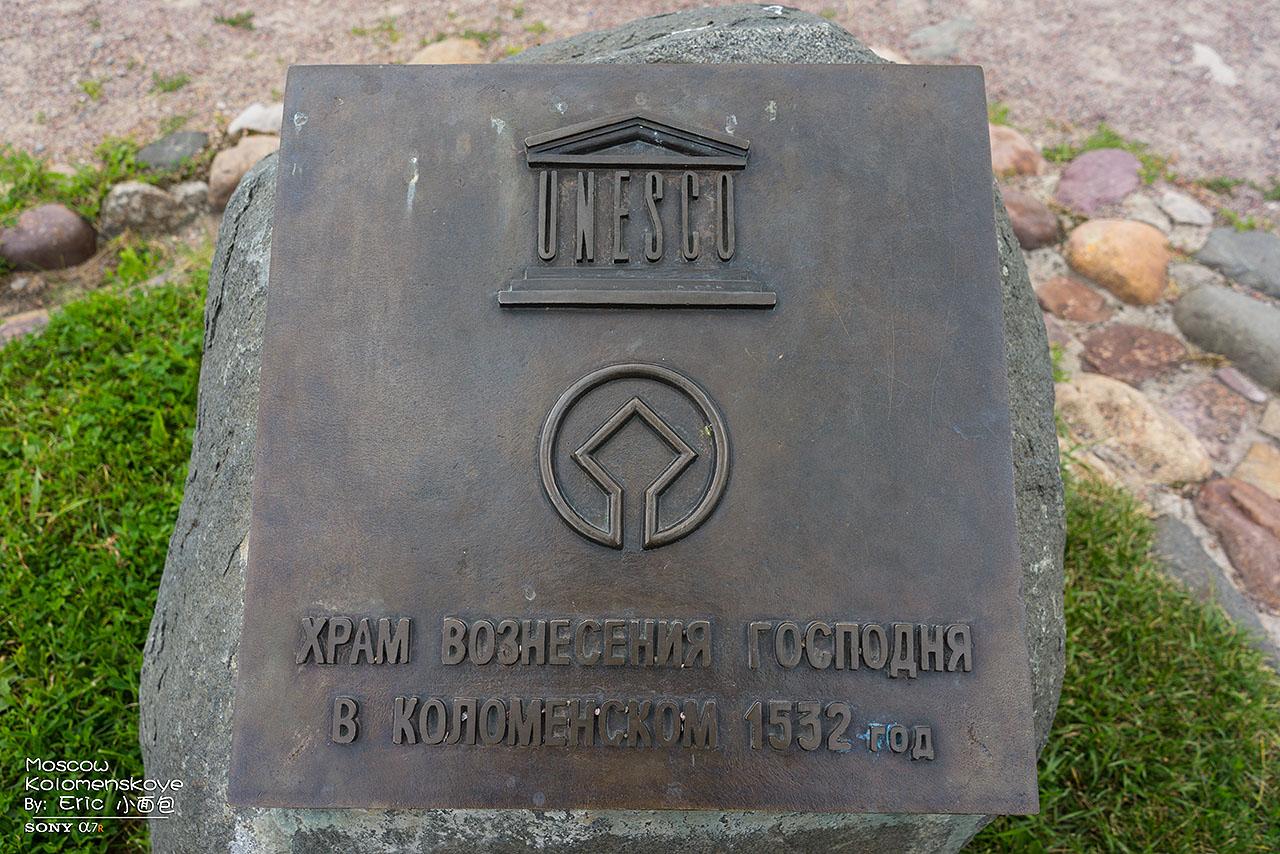 UNESCO
ХРАМ ВОЗНЕСЕНИЯ ГОСПОДНЯ
В КОЛОМЕНСКОМ 1532 год
Moscow
Kolomenskoye
By: Eric 小面包
SONY α7R